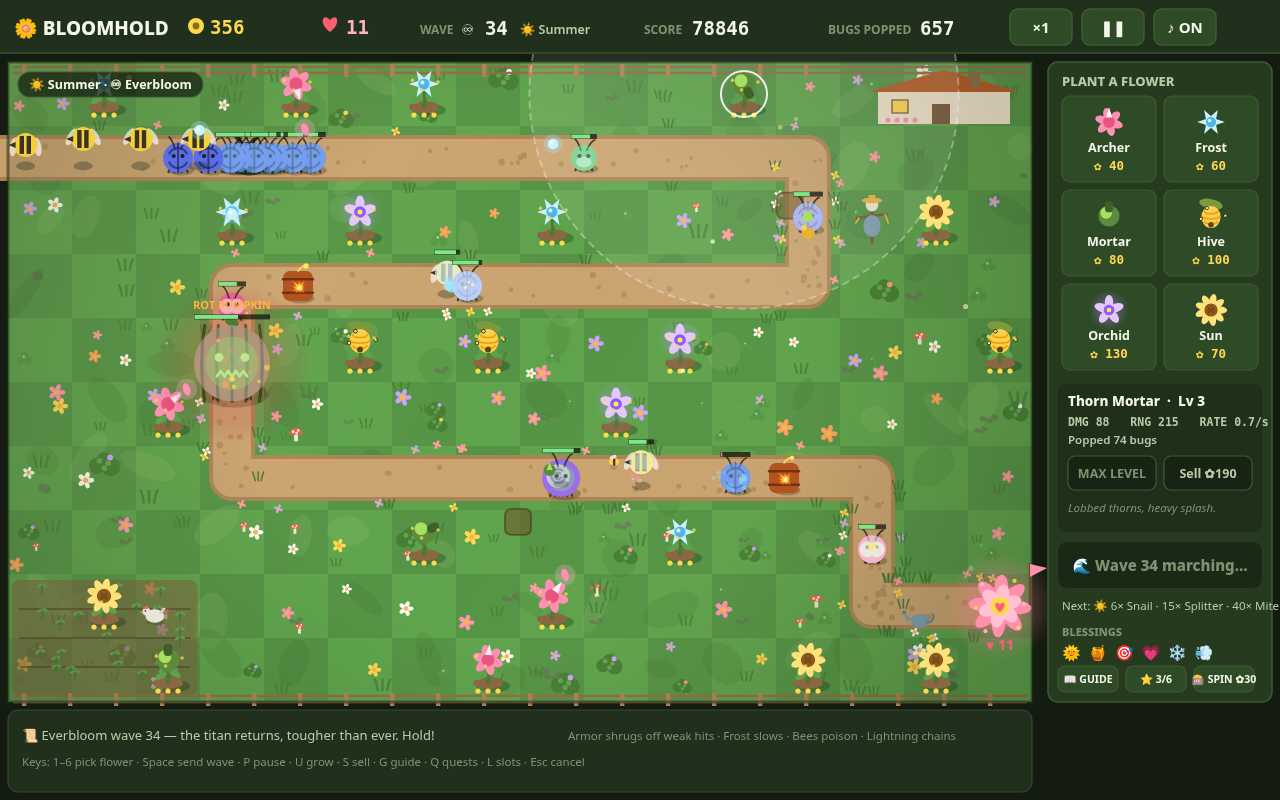 BLOOMHOLD
356
11
WAVE ♾ 34 Summer
SCORE 78846
BUGS POPPED 657
×1
❚❚
♪ ON
Summer · ♾ Everbloom
PLANT A FLOWER
Archer
✿ 40
Frost
✿ 60
Mortar
✿ 80
Hive
✿ 100
Orchid
✿ 130
Sun
✿ 70
Thorn Mortar · Lv 3
DMG 88 RNG 215 RATE 0.7/s
Popped 74 bugs
MAX LEVEL
Sell ✿190
Lobbed thorns, heavy splash.
Wave 34 marching…
Next: ☀️ 6× Snail · 15× Splitter · 40× Mite
BLESSINGS
GUIDE
3/6
SPIN ✿30
♥ 11
Everbloom wave 34 — the titan returns, tougher than ever. Hold!
Armor shrugs off weak hits · Frost slows · Bees poison · Lightning chains
Keys: 1–6 pick flower · Space send wave · P pause · U grow · S sell · G guide · Q quests · L slots · Esc cancel